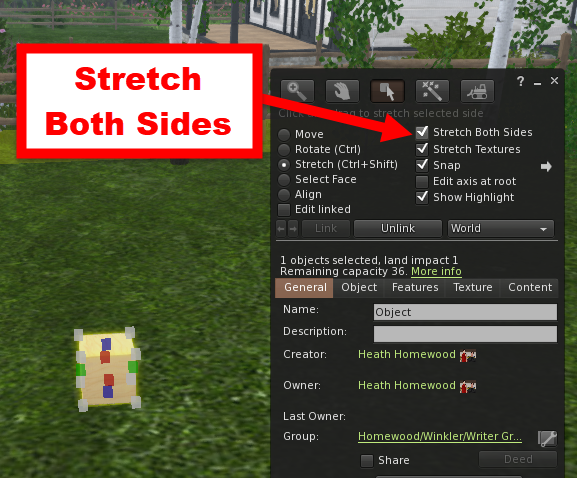 Stretch
Both Sides
?
Click and drag to stretch selected side
Move
Rotate (Ctrl)
Stretch (Ctrl+Shift)
Select Face
Align
Edit linked
Stretch Both Sides
Stretch Textures
Snap
Edit axis at root
Show Highlight
Link
Unlink
World
1 objects selected, land impact 1
Remaining capacity 36. More info
General Object Features Texture Content
Name: Object
Description:
Creator: Heath Homewood
Owner: Heath Homewood
Last Owner:
Group: Homewood/Winkler/Writer Gr...
Share Deed